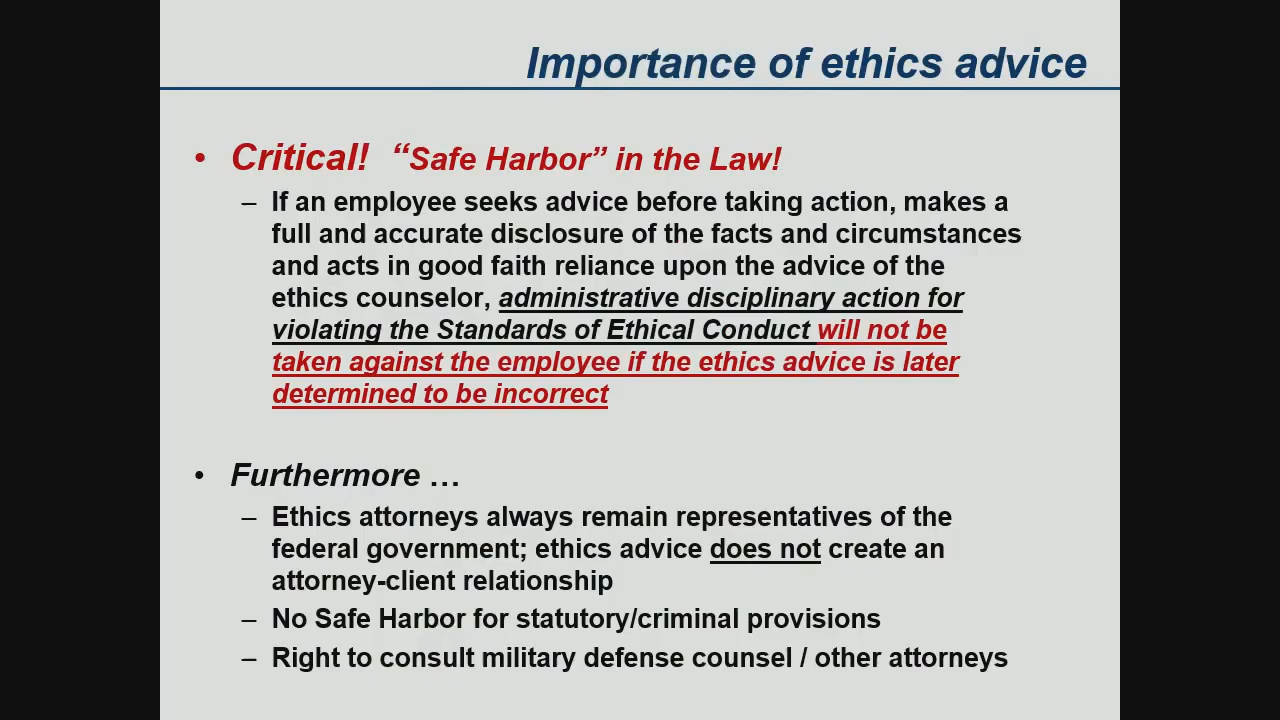 Importance of ethics advice
• Critical! “Safe Harbor” in the Law!
– If an employee seeks advice before taking action, makes a
full and accurate disclosure of the facts and circumstances
and acts in good faith reliance upon the advice of the
ethics counselor, administrative disciplinary action for
violating the Standards of Ethical Conduct will not be
taken against the employee if the ethics advice is later
determined to be incorrect
• Furthermore …
– Ethics attorneys always remain representatives of the
federal government; ethics advice does not create an
attorney-client relationship
– No Safe Harbor for statutory/criminal provisions
– Right to consult military defense counsel / other attorneys